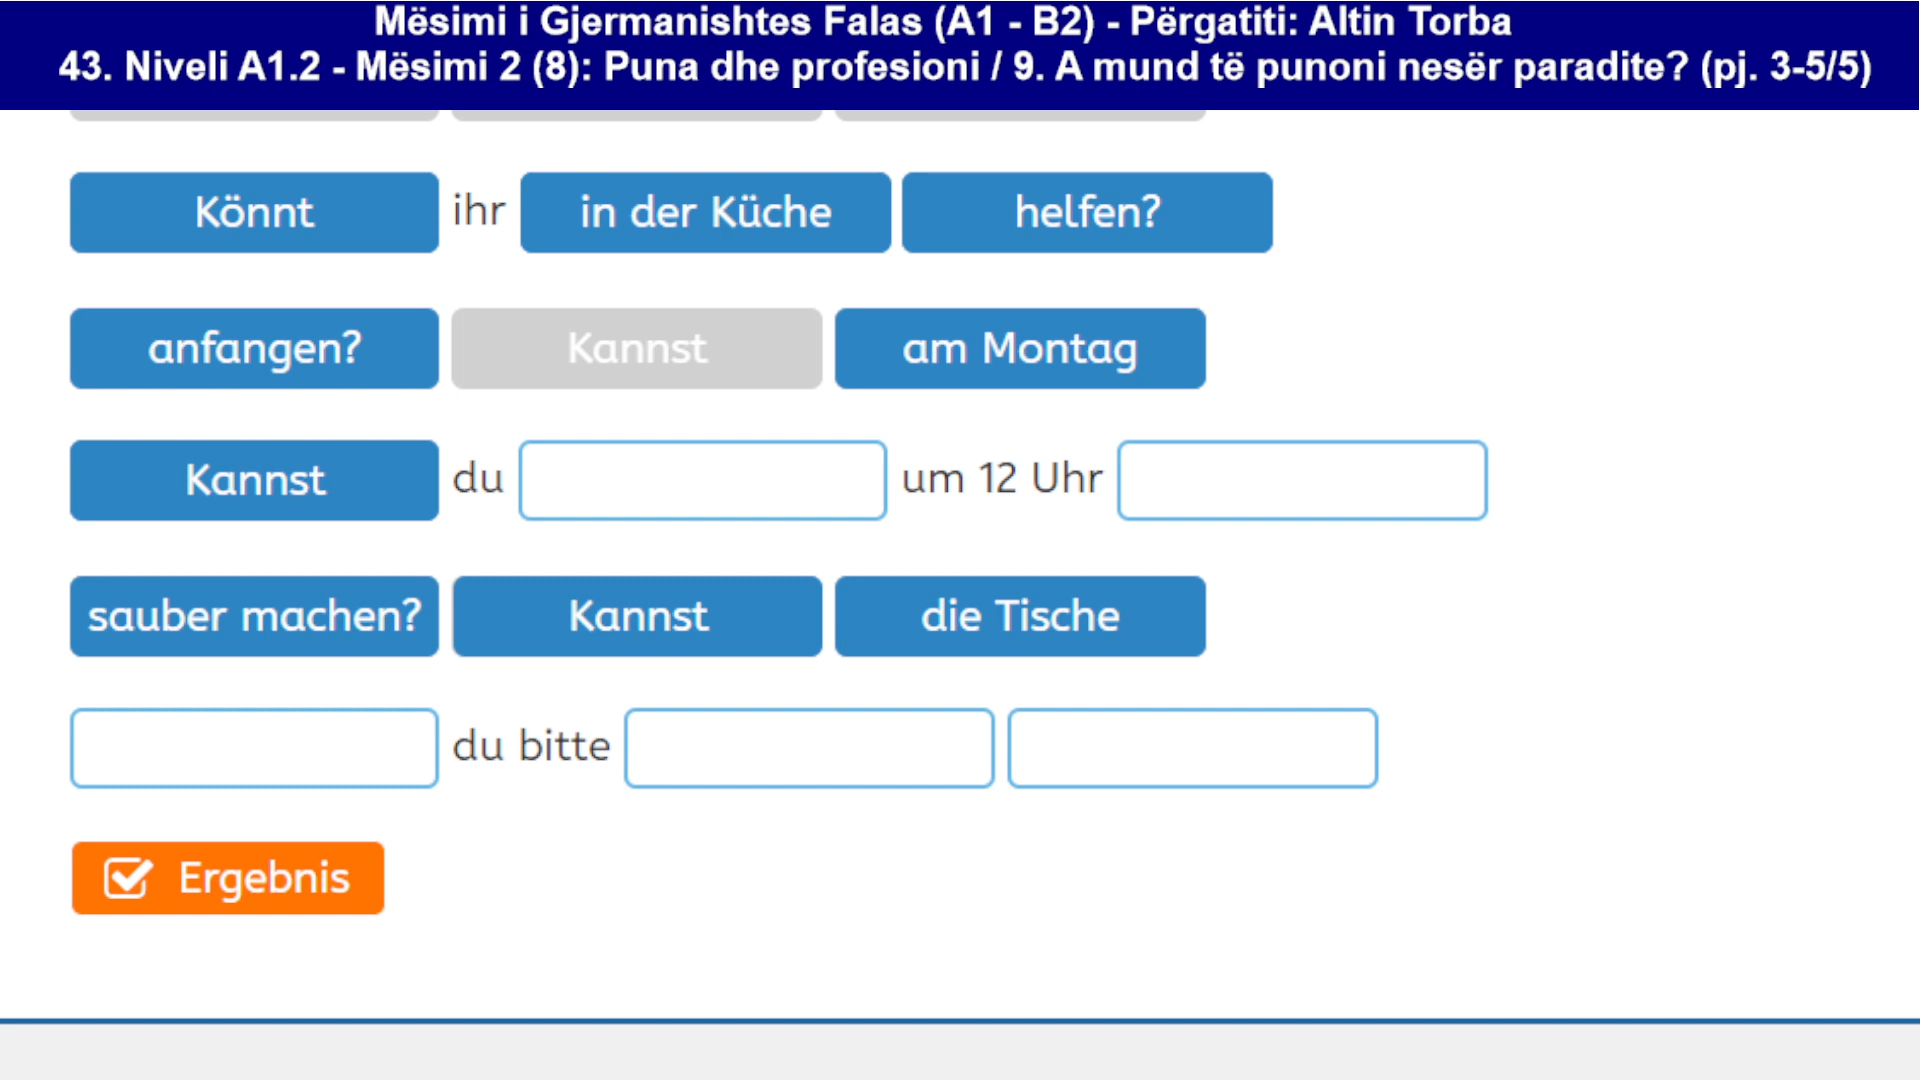 Mësimi i Gjermanishtes Falas (A1 - B2) - Përgatiti: Altin Torba
43. Niveli A1.2 - Mësimi 2 (8): Puna dhe profesioni / 9. A mund të punoni nesër paradite? (pj. 3-5/5)
Könnt ihr in der Küche helfen?
anfangen? Kannst am Montag
Kannst du um 12 Uhr
sauber machen? Kannst die Tische
du bitte
Ergebnis